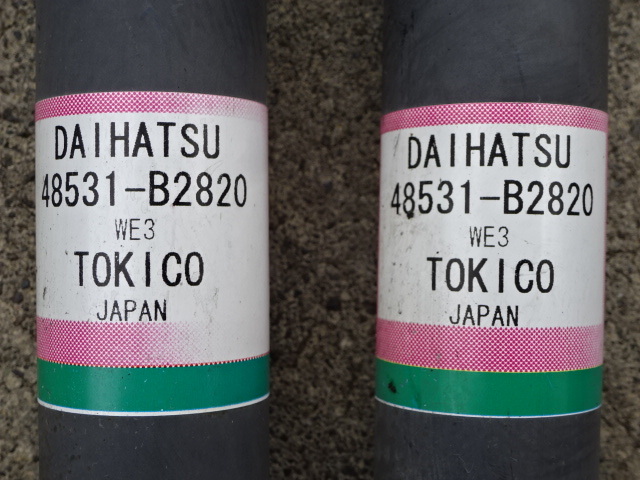 DAIHATSU
48531-B2820
WE3
TOKICO
JAPAN
DAIHATSU
48531-B2820
WE3
TOKICO
JAPAN